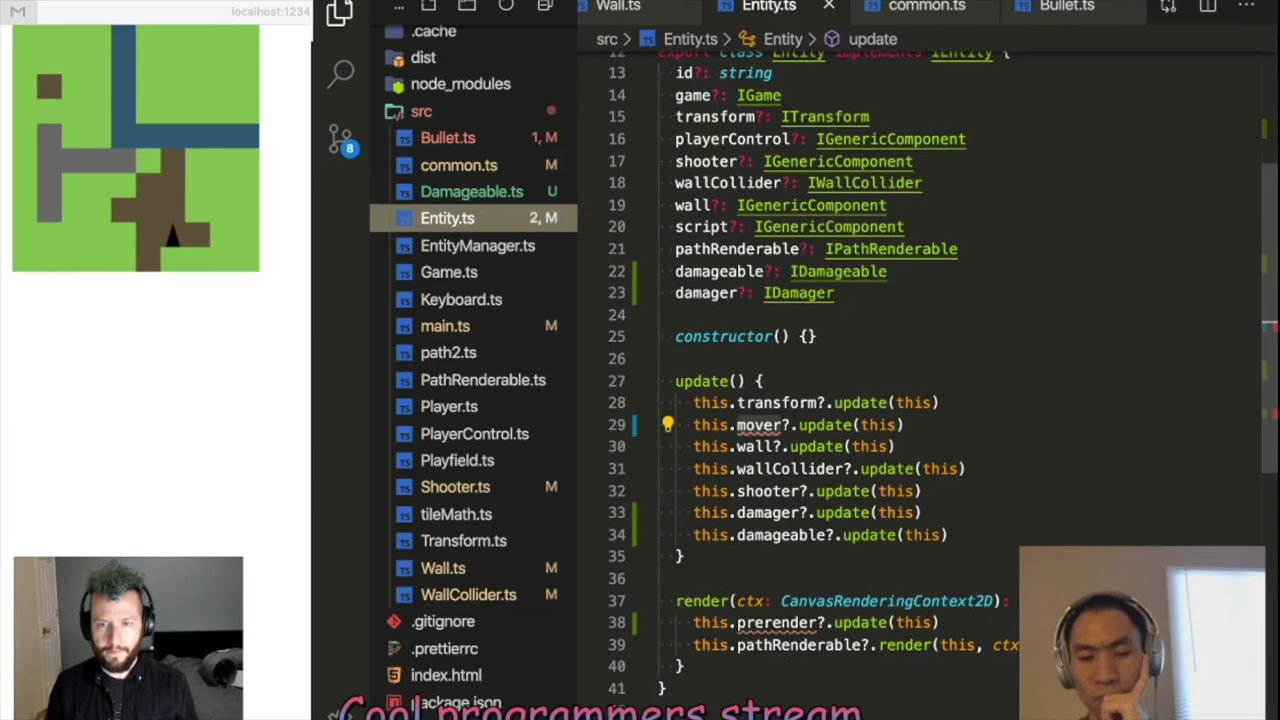 localhost:1234
Wall.ts
Entity.ts
common.ts
Bullet.ts
src > Entity.ts > Entity > update
.cache
dist
node_modules
src
Bullet.ts 1, M
common.ts M
Damageable.ts U
Entity.ts 2, M
EntityManager.ts
Game.ts
Keyboard.ts
main.ts M
path2.ts
PathRenderable.ts
Player.ts
PlayerControl.ts
Playfield.ts
Shooter.ts M
tileMath.ts
Transform.ts
Wall.ts M
WallCollider.ts M
.gitignore
.prettierrc
index.html
package.json
8
12 export class Entity implements IEntity {
13 id?: string
14 game?: IGame
15 transform?: ITransform
16 playerControl?: IGenericComponent
17 shooter?: IGenericComponent
18 wallCollider?: IWallCollider
19 wall?: IGenericComponent
20 script?: IGenericComponent
21 pathRenderable?: IPathRenderable
22 damageable?: IDamageable
23 damager?: IDamager
24
25 constructor() {}
26
27 update() {
28 this.transform?.update(this)
29 this.mover?.update(this)
30 this.wall?.update(this)
31 this.wallCollider?.update(this)
32 this.shooter?.update(this)
33 this.damager?.update(this)
34 this.damageable?.update(this)
35 }
36
37 render(ctx: CanvasRenderingContext2D):
38 this.prerender?.update(this)
39 this.pathRenderable?.render(this, ctx
40 }
41 }
Cool programmers stream